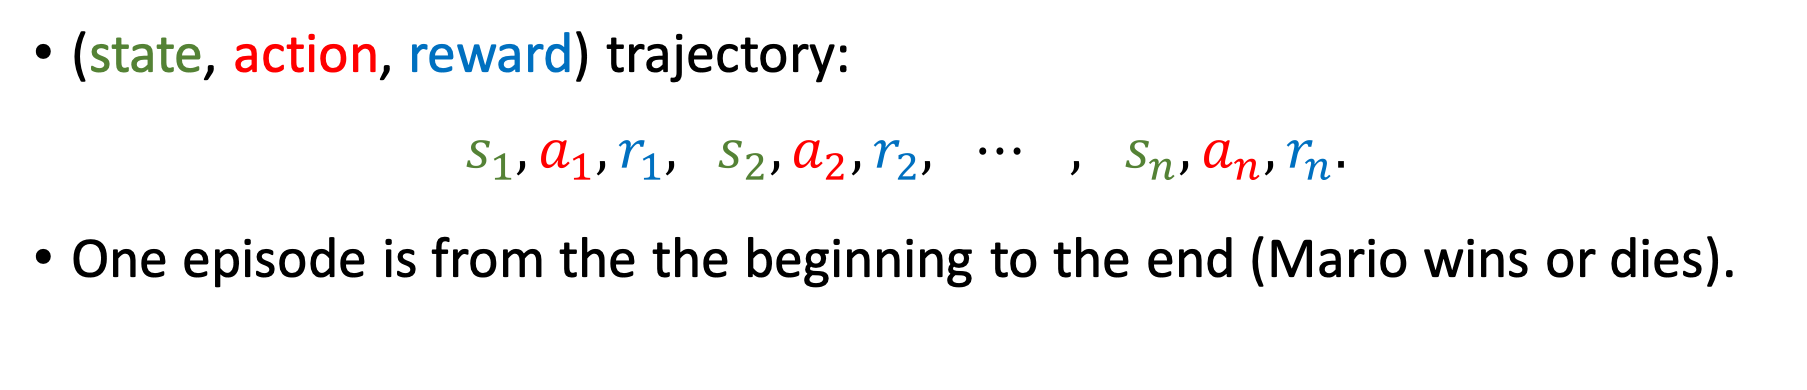 • (state, action, reward) trajectory:
s₁, a₁, r₁, s₂, a₂, r₂, ⋯ , sₙ, aₙ, rₙ.
• One episode is from the the beginning to the end (Mario wins or dies).